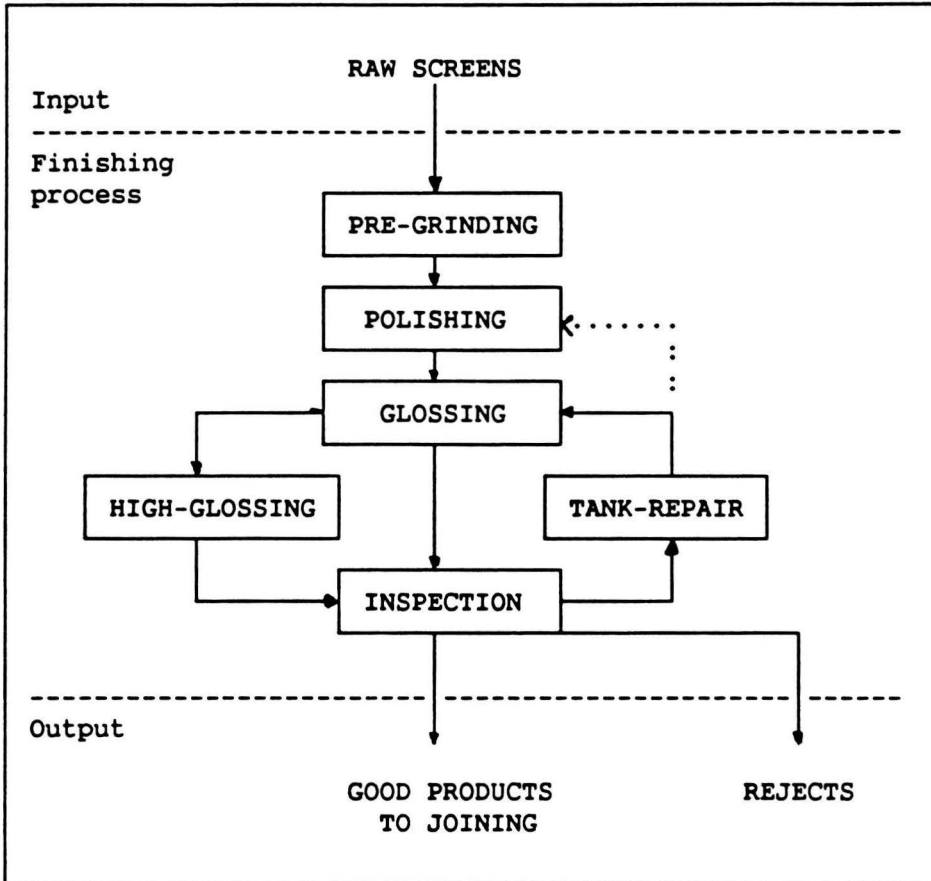 RAW SCREENS
Input
Finishing
process
PRE-GRINDING
POLISHING
GLOSSING
HIGH-GLOSSING
TANK-REPAIR
INSPECTION
Output
GOOD PRODUCTS
TO JOINING
REJECTS